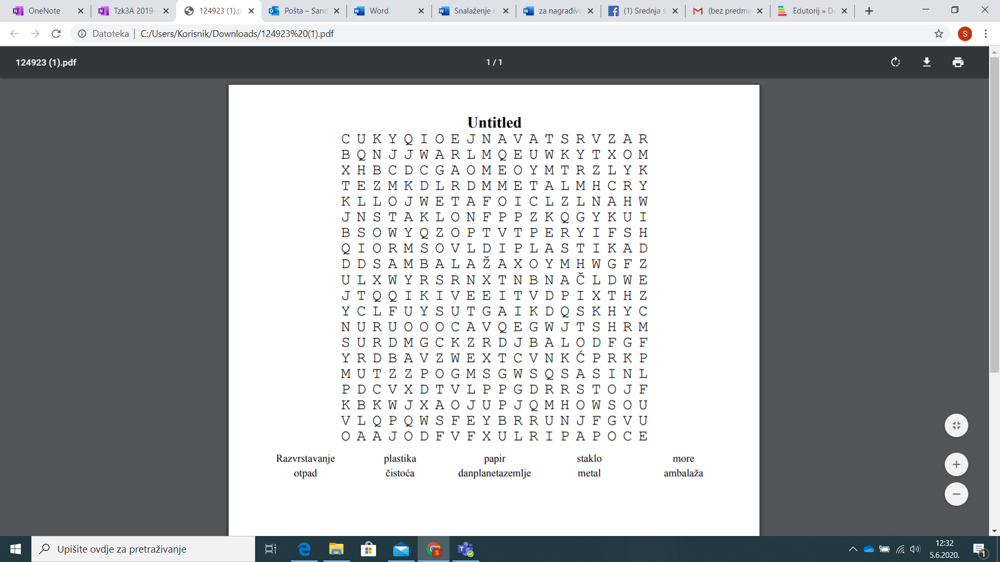 OneNote Tzk3A 2019- 124923 (1).p Pošta – Sand Word Snalaženje i za nagrađiva (1) Srednja š (bez predme Edutorij » De
Datoteka C:/Users/Korisnik/Downloads/124923%20(1).pdf S
124923 (1).pdf 1 / 1
Untitled
C U K Y Q I O E J N A V A T S R V Z A R
B Q N J J W A R L M Q E U W K Y T X O M
X H B C D C G A O M E O Y M T R Z L Y K
T E Z M K D L R D M M E T A L M H C R Y
K L L O J W E T A F O I C L Z L N A H W
J N S T A K L O N F P P Z K Q G Y K U I
B S O W Y Q Z O P T V T P E R Y I F S H
Q I O R M S O V L D I P L A S T I K A D
D D S A M B A L A Ž A X O Y M H W G F Z
U L X W Y R S R N X T N B N A Č L D W E
J T Q Q I K I V E E I T V D P I X T H Z
Y C L F U Y S U T G A I K D Q S K H Y C
N U R U O O O C A V Q E G W J T S H R M
S U R D M G C K Z R D J B A L O D F G F
Y R D B A V Z W E X T C V N K Ć P R K P
M U T Z Z P O G M S G W S Q S A S I N L
P D C V X D T V L P P G D R R S T O J F
K B K W J X A O J U P J Q M H O W S O U
V L Q P Q W S F E Y B R R U N J F G V U
O A A J O D F V F X U L R I P A P O C E
Razvrstavanje plastika papir staklo more
otpad čistoća danplanetazemlje metal ambalaža
Upišite ovdje za pretraživanje
12:32
5.6.2020.
1